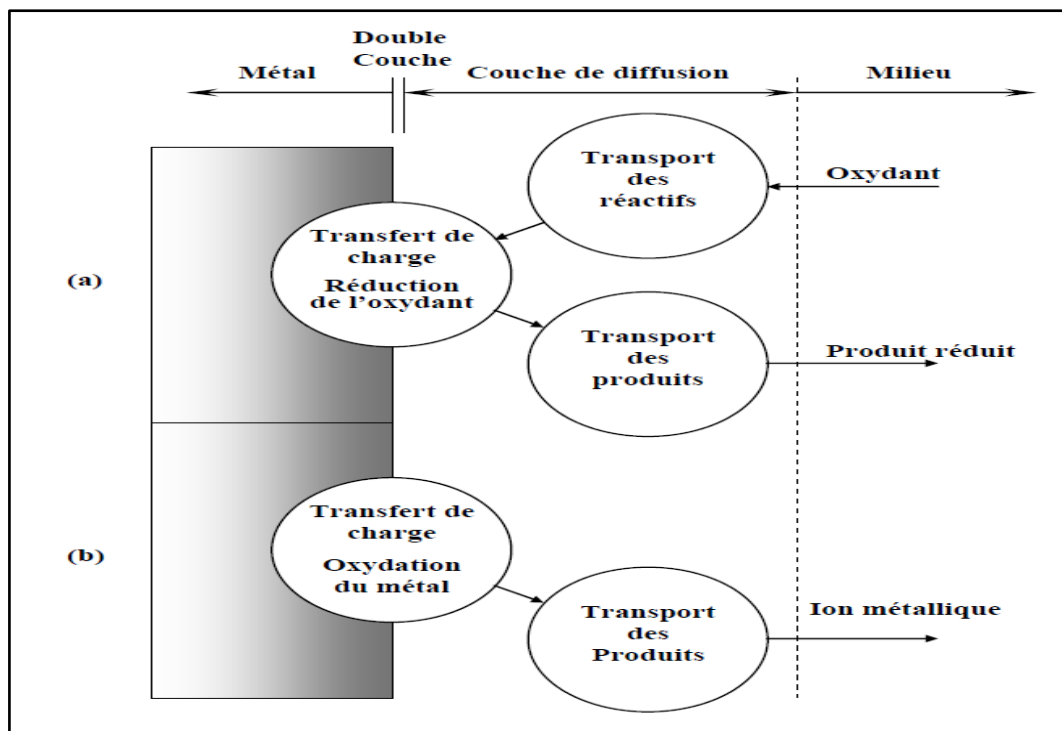 Double
Couche
Métal
Couche de diffusion
Milieu
Transport
des
réactifs
Oxydant
(a)
Transfert de
charge
Réduction
de l'oxydant
Transport
des
produits
Produit réduit
(b)
Transfert de
charge
Oxydation
du métal
Transport
des
Produits
Ion métallique